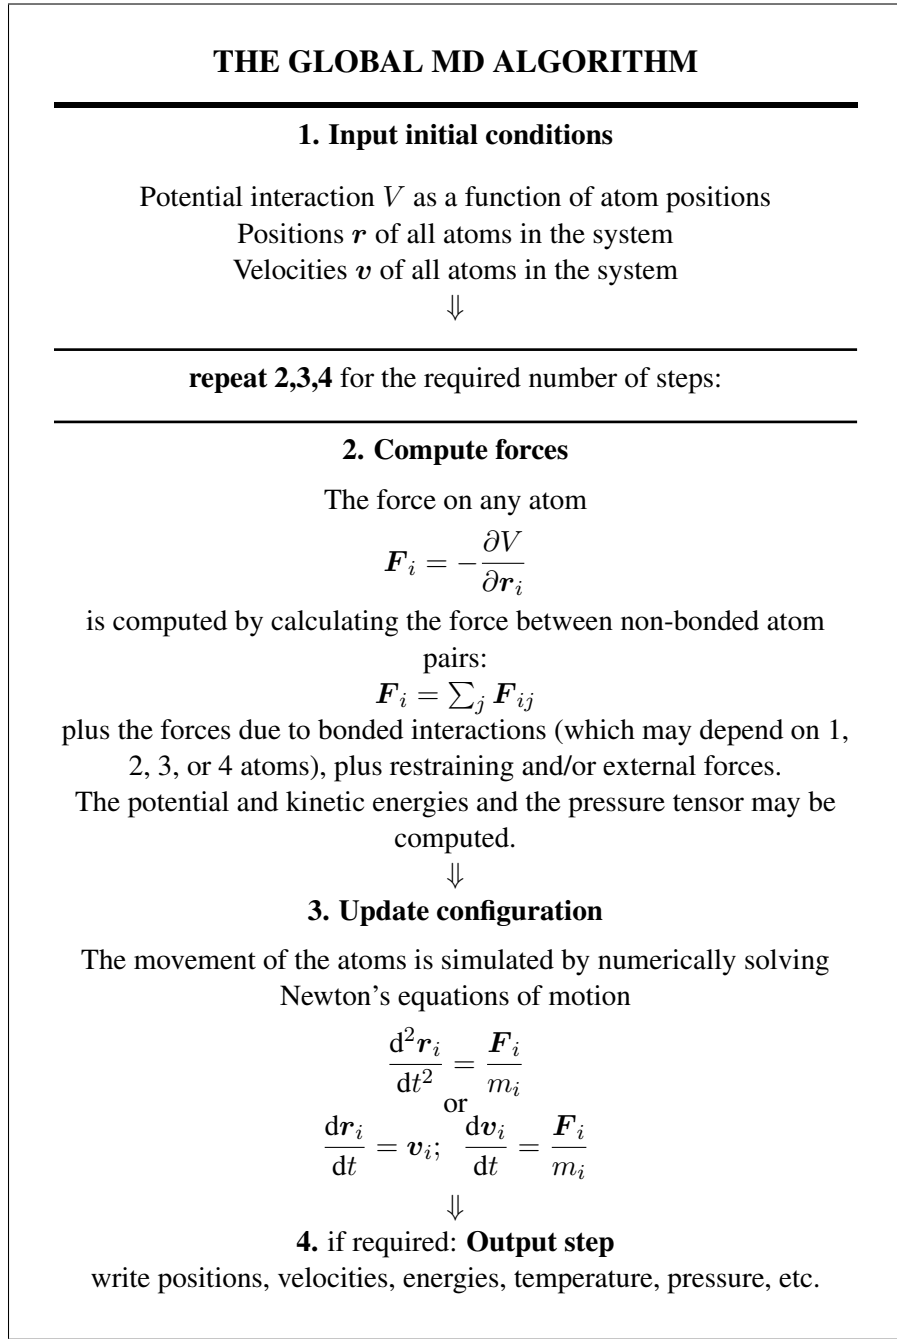 THE GLOBAL MD ALGORITHM
1. Input initial conditions
Potential interaction V as a function of atom positions
Positions r of all atoms in the system
Velocities v of all atoms in the system
⇓
repeat 2,3,4 for the required number of steps:
2. Compute forces
The force on any atom
F_i = −∂V/∂r_i
is computed by calculating the force between non-bonded atom
pairs:
F_i = ∑_j F_ij
plus the forces due to bonded interactions (which may depend on 1,
2, 3, or 4 atoms), plus restraining and/or external forces.
The potential and kinetic energies and the pressure tensor may be
computed.
⇓
3. Update configuration
The movement of the atoms is simulated by numerically solving
Newton's equations of motion
d²r_i/dt² = F_i/m_i
or
dr_i/dt = v_i; dv_i/dt = F_i/m_i
⇓
4. if required: Output step
write positions, velocities, energies, temperature, pressure, etc.